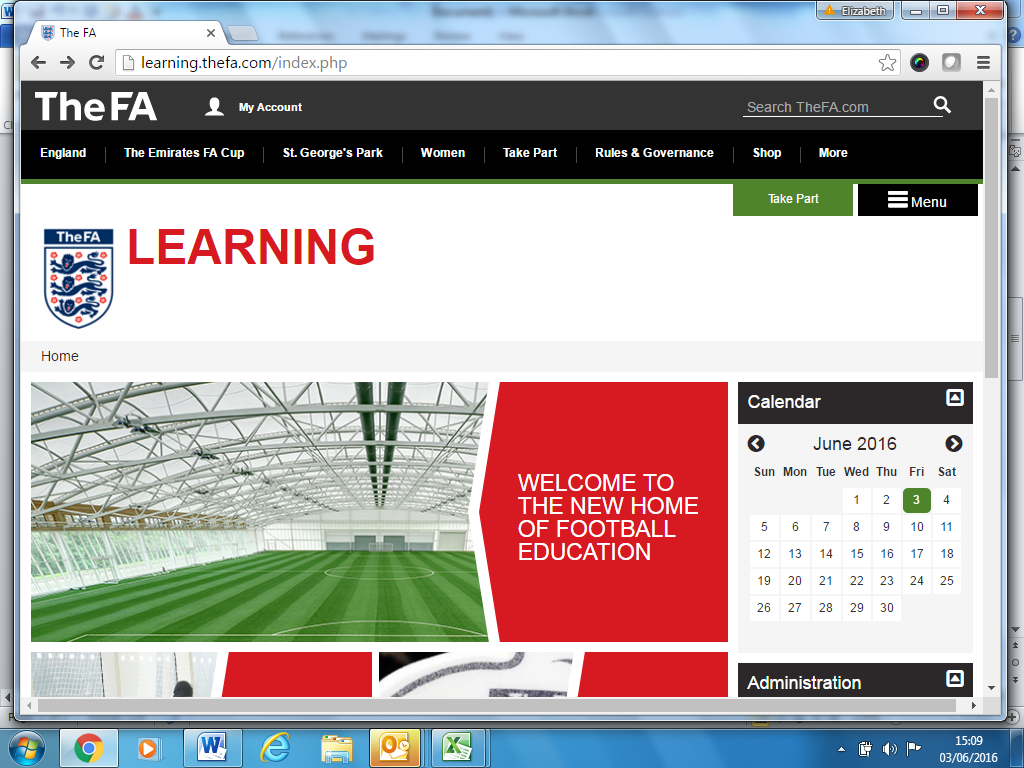 Elizabeth
The FA
learning.thefa.com/index.php
TheFA
My Account
Search TheFA.com
England
The Emirates FA Cup
St. George's Park
Women
Take Part
Rules & Governance
Shop
More
Take Part
Menu
TheFA
LEARNING
Home
WELCOME TO
THE NEW HOME
OF FOOTBALL
EDUCATION
Calendar
June 2016
Sun Mon Tue Wed Thu Fri Sat
1 2 3 4
5 6 7 8 9 10 11
12 13 14 15 16 17 18
19 20 21 22 23 24 25
26 27 28 29 30
Administration
15:09
03/06/2016